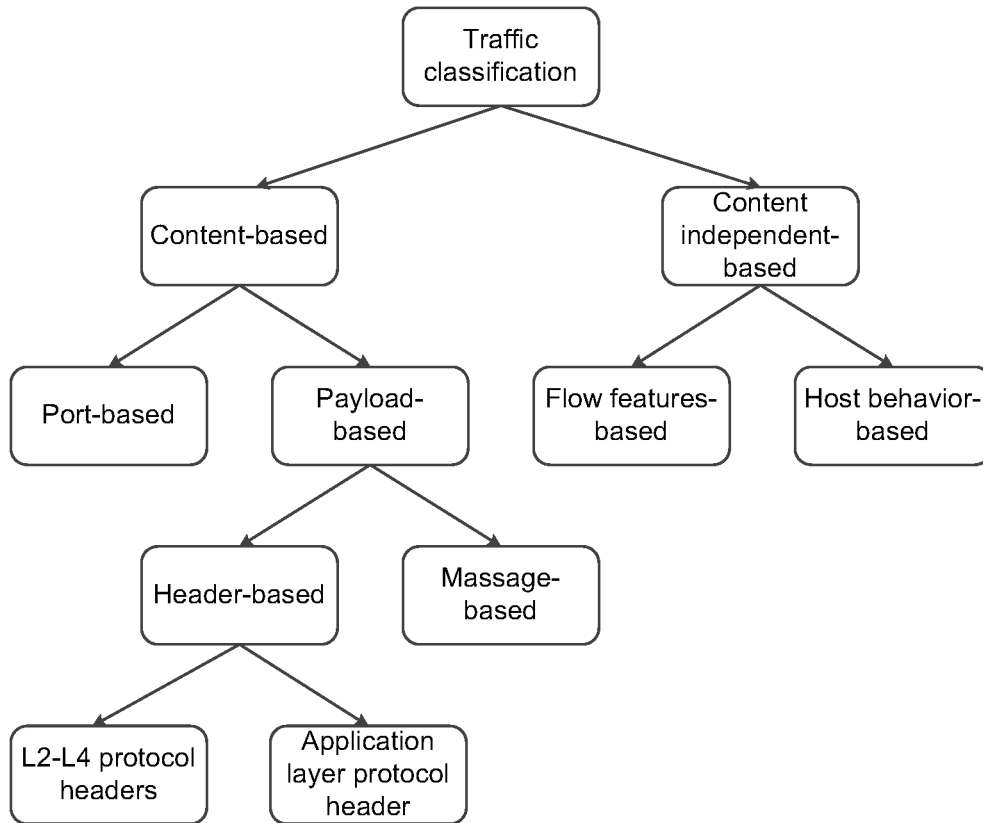 Traffic
classification
Content-based
Content
independent-
based
Port-based
Payload-
based
Flow features-
based
Host behavior-
based
Header-based
Massage-
based
L2-L4 protocol
headers
Application
layer protocol
header